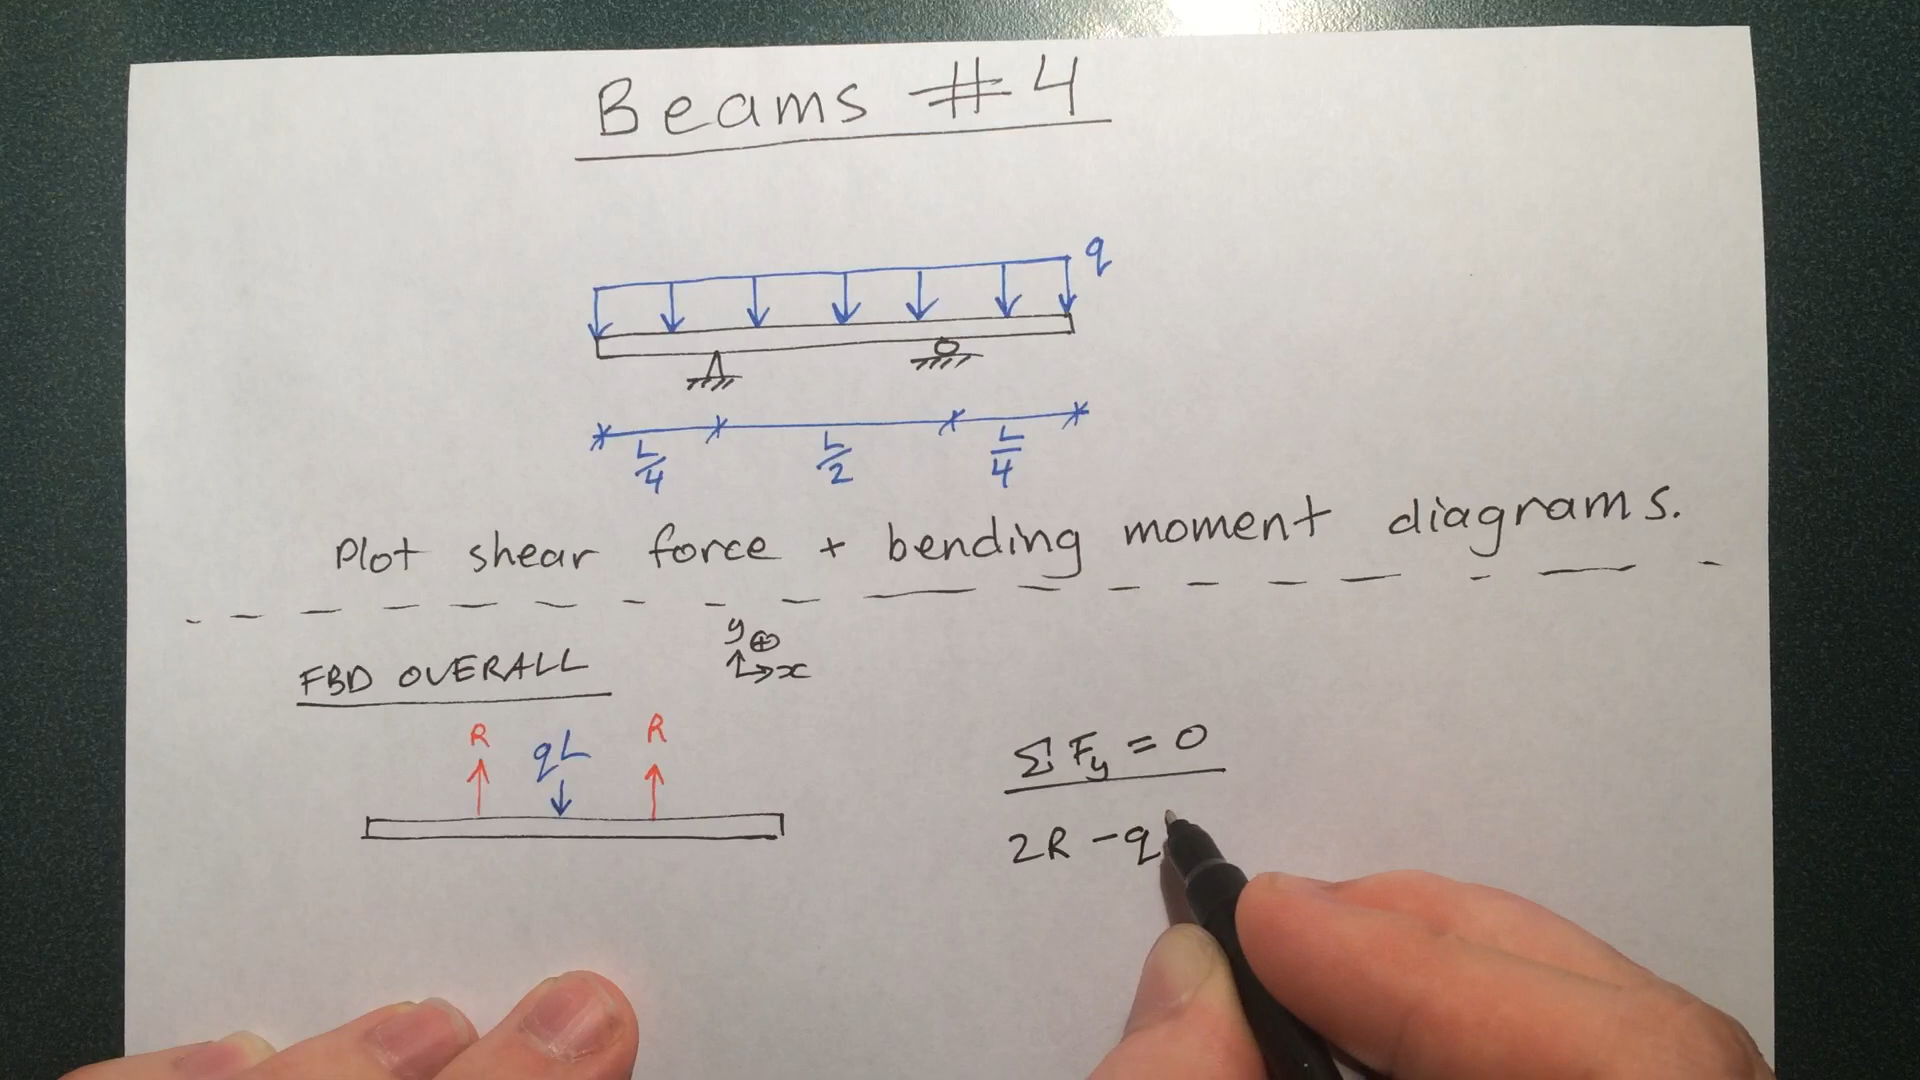 Beams #4
q
L/4 L/2 L/4
Plot shear force + bending moment diagrams.
y
x
FBD OVERALL
R qL R
ΣFy = 0
2R - q